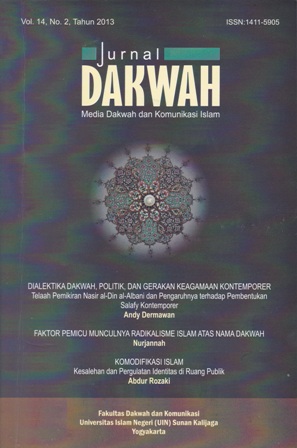 Vol. 14, No. 2, Tahun 2013
ISSN:1411-5905
Jurnal
DAKWAH
Media Dakwah dan Komunikasi Islam
DIALEKTIKA DAKWAH, POLITIK, DAN GERAKAN KEAGAMAAN KONTEMPORER
Telaah Pemikiran Nasir al-Din al-Albani dan Pengaruhnya terhadap Pembentukan
Salafy Kontemporer
Andy Dermawan
FAKTOR PEMICU MUNCULNYA RADIKALISME ISLAM ATAS NAMA DAKWAH
Nurjannah
KOMODIFIKASI ISLAM
Kesalehan dan Pergulatan Identitas di Ruang Publik
Abdur Rozaki
Fakultas Dakwah dan Komunikasi
Universitas Islam Negeri (UIN) Sunan Kalijaga
Yogyakarta